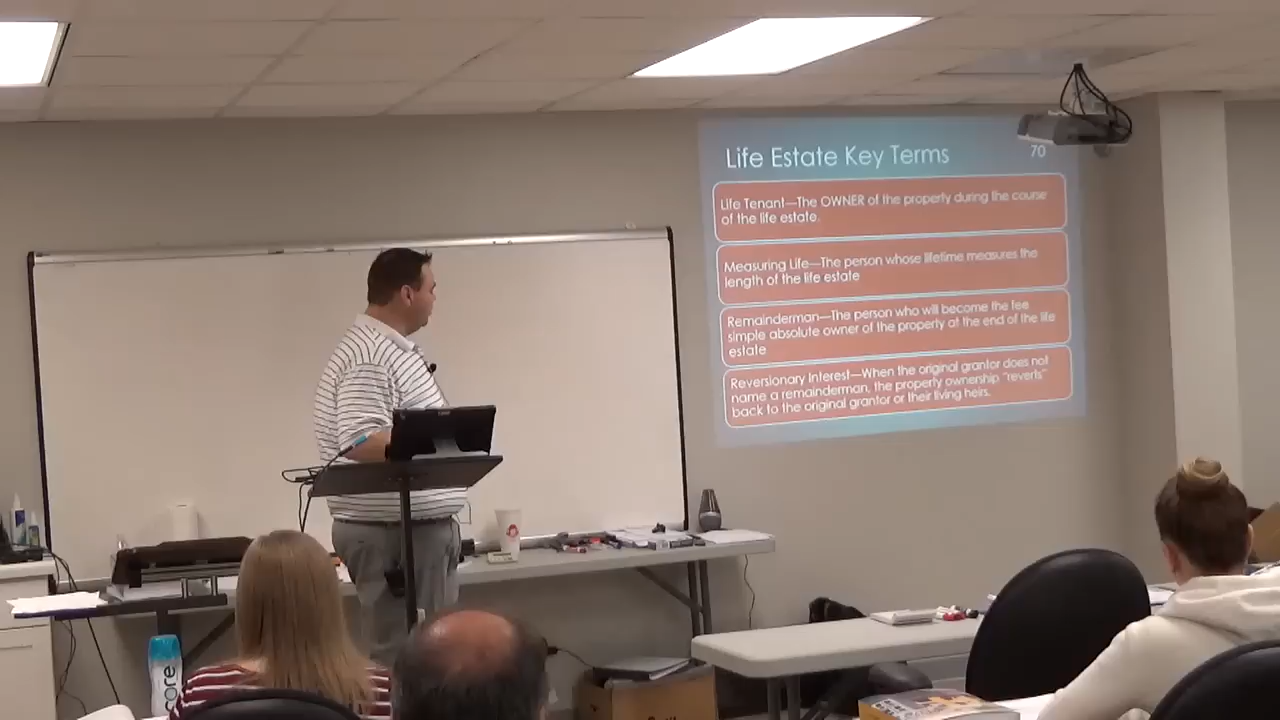 Life Estate Key Terms
70
Life Tenant—The OWNER of the property during the course
of the life estate.
Measuring Life—The person whose lifetime measures the
length of the life estate
Remainderman—The person who will become the fee
simple absolute owner of the property at the end of the life
estate
Reversionary Interest—When the original grantor does not
name a remainderman, the property ownership "reverts"
back to the original grantor or their living heirs.
core